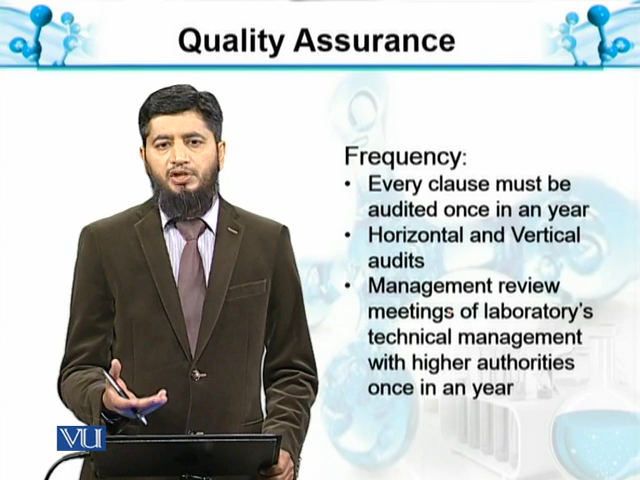 Quality Assurance
Frequency:
• Every clause must be
audited once in an year
• Horizontal and Vertical
audits
• Management review
meetings of laboratory's
technical management
with higher authorities
once in an year
VU